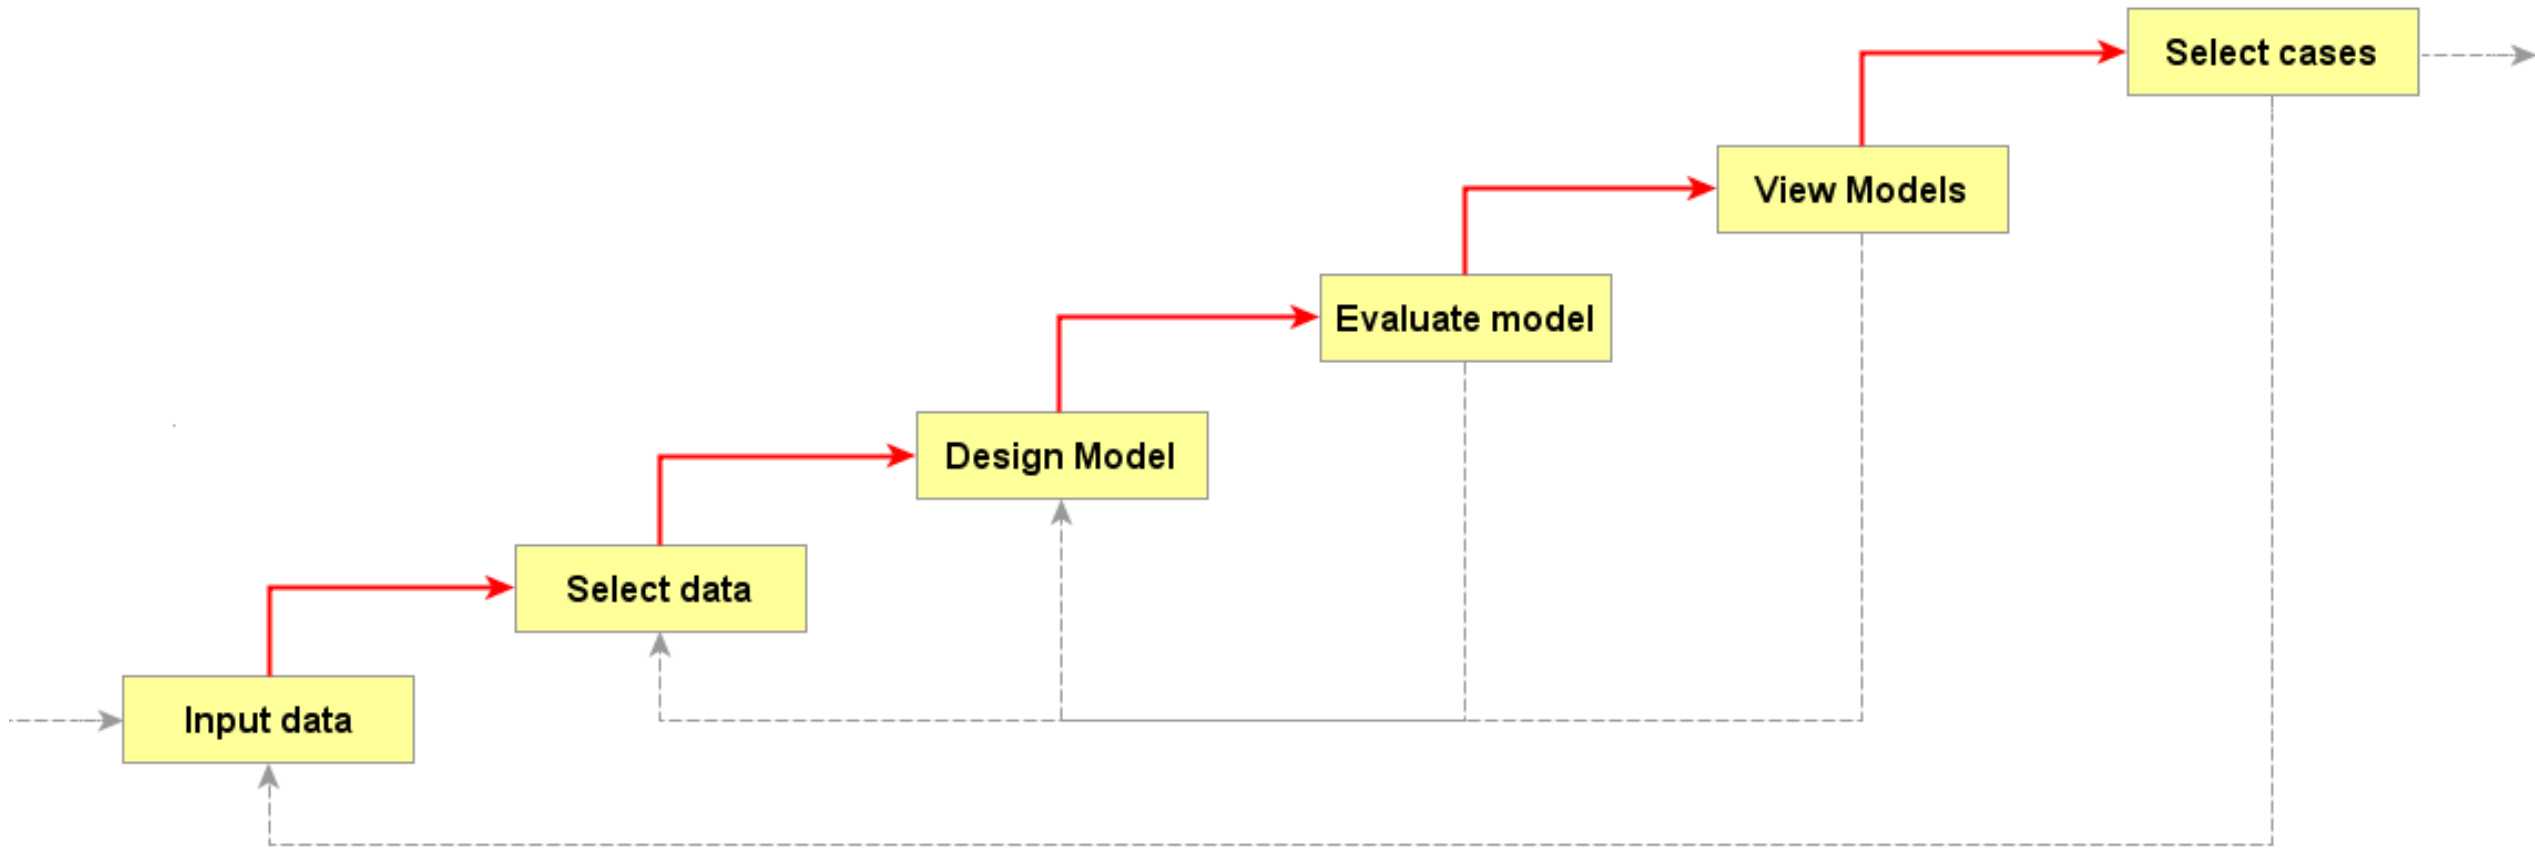 Select cases
View Models
Evaluate model
Design Model
Select data
Input data